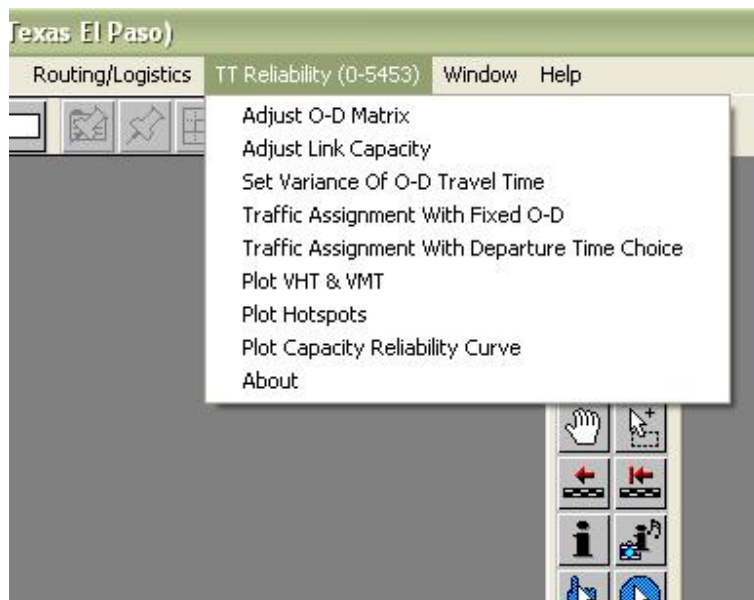 Texas El Paso)
Routing/Logistics TT Reliability (0-5453) Window Help
Adjust O-D Matrix
Adjust Link Capacity
Set Variance Of O-D Travel Time
Traffic Assignment With Fixed O-D
Traffic Assignment With Departure Time Choice
Plot VHT & VMT
Plot Hotspots
Plot Capacity Reliability Curve
About